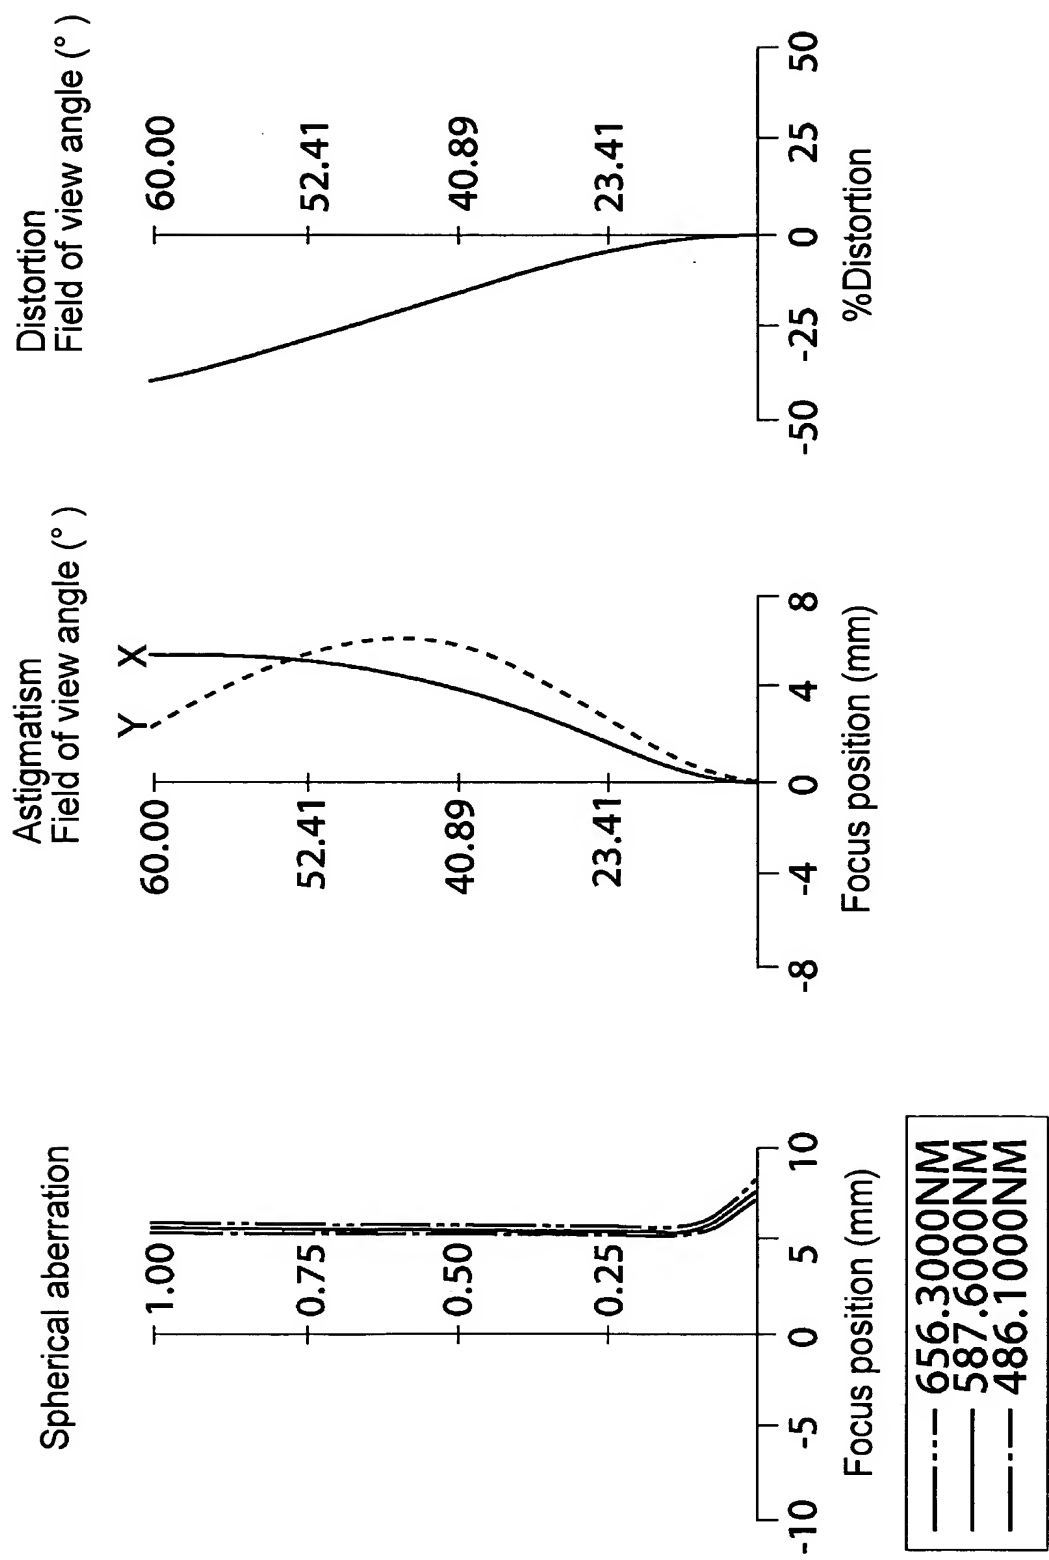 Spherical aberration
1.00
0.75
0.50
0.25
-10
-5
0
5
10
Focus position (mm)
656.3000NM
587.6000NM
486.1000NM
Astigmatism
Field of view angle (°)
Y
X
60.00
52.41
40.89
23.41
-8
-4
0
4
8
Focus position (mm)
Distortion
Field of view angle (°)
60.00
52.41
40.89
23.41
-50
-25
0
25
50
%Distortion